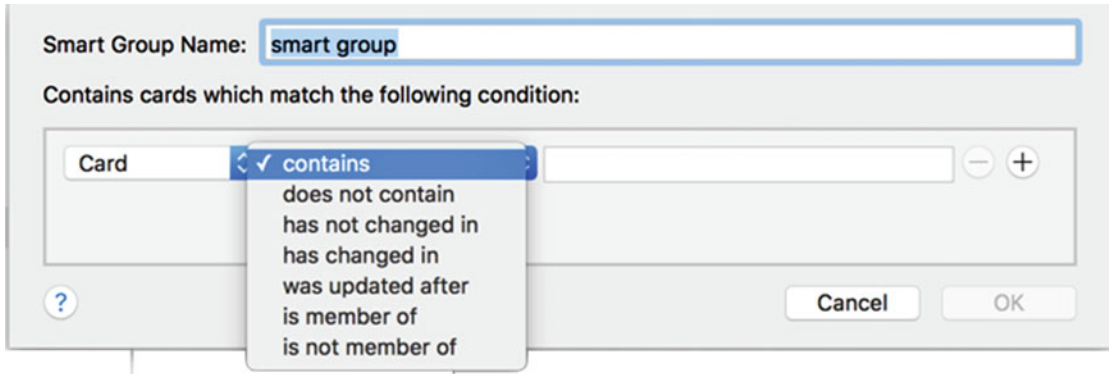 Smart Group Name: smart group
Contains cards which match the following condition:
Card ✓ contains
does not contain
has not changed in
has changed in
was updated after
is member of
is not member of
? Cancel OK